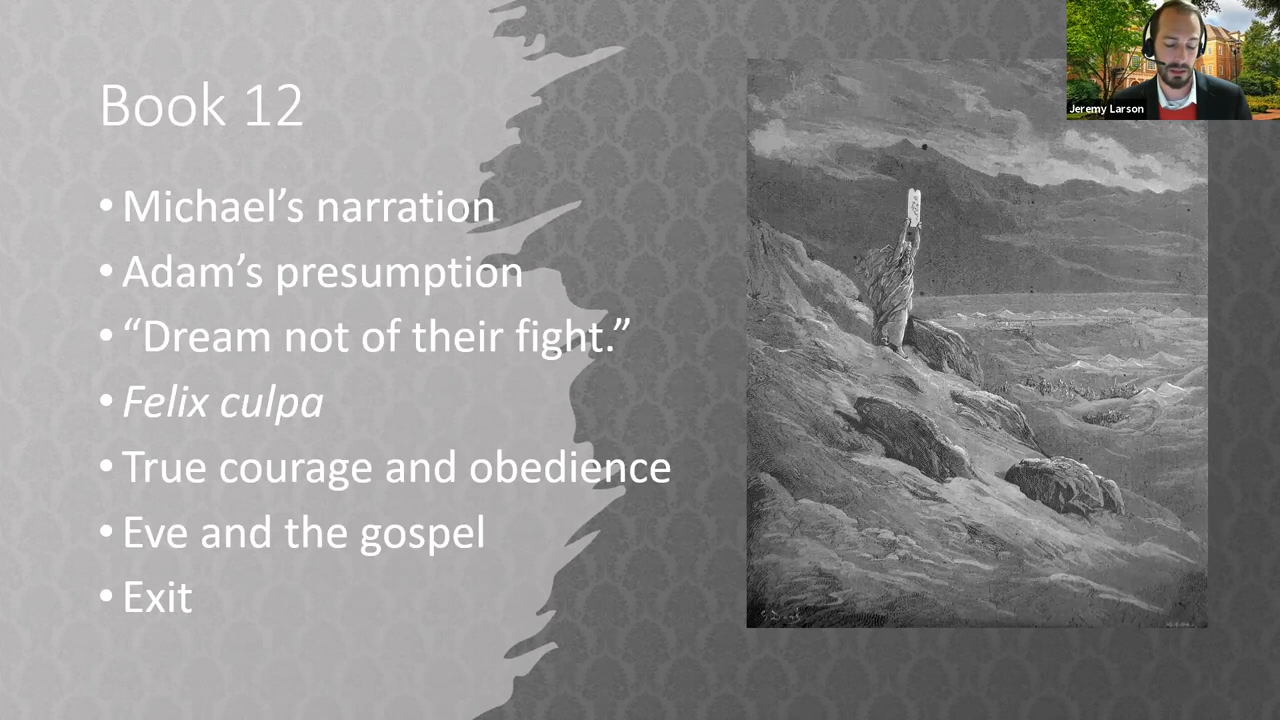 Book 12
• Michael’s narration
• Adam’s presumption
• “Dream not of their fight.”
• Felix culpa
• True courage and obedience
• Eve and the gospel
• Exit
Jeremy Larson